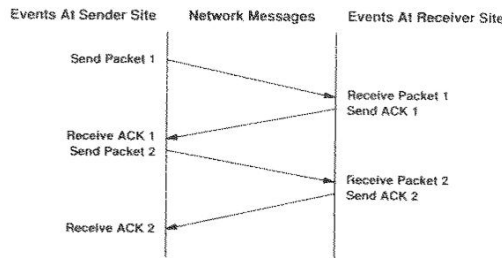 Events At Sender Site Network Messages Events At Receiver Site
Send Packet 1
Receive Packet 1
Send ACK 1
Receive ACK 1
Send Packet 2
Receive Packet 2
Send ACK 2
Receive ACK 2